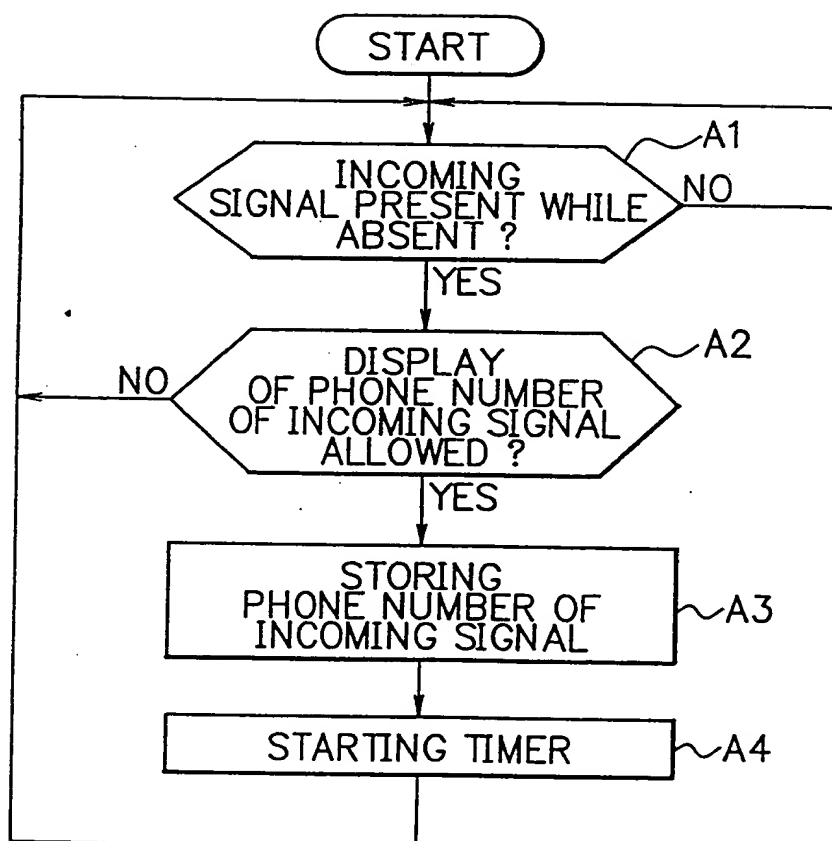 START
A1
INCOMING
SIGNAL PRESENT WHILE
ABSENT ?
NO
YES
A2
DISPLAY
OF PHONE NUMBER
OF INCOMING SIGNAL
ALLOWED ?
NO
YES
STORING
PHONE NUMBER OF
INCOMING SIGNAL
A3
STARTING TIMER
A4